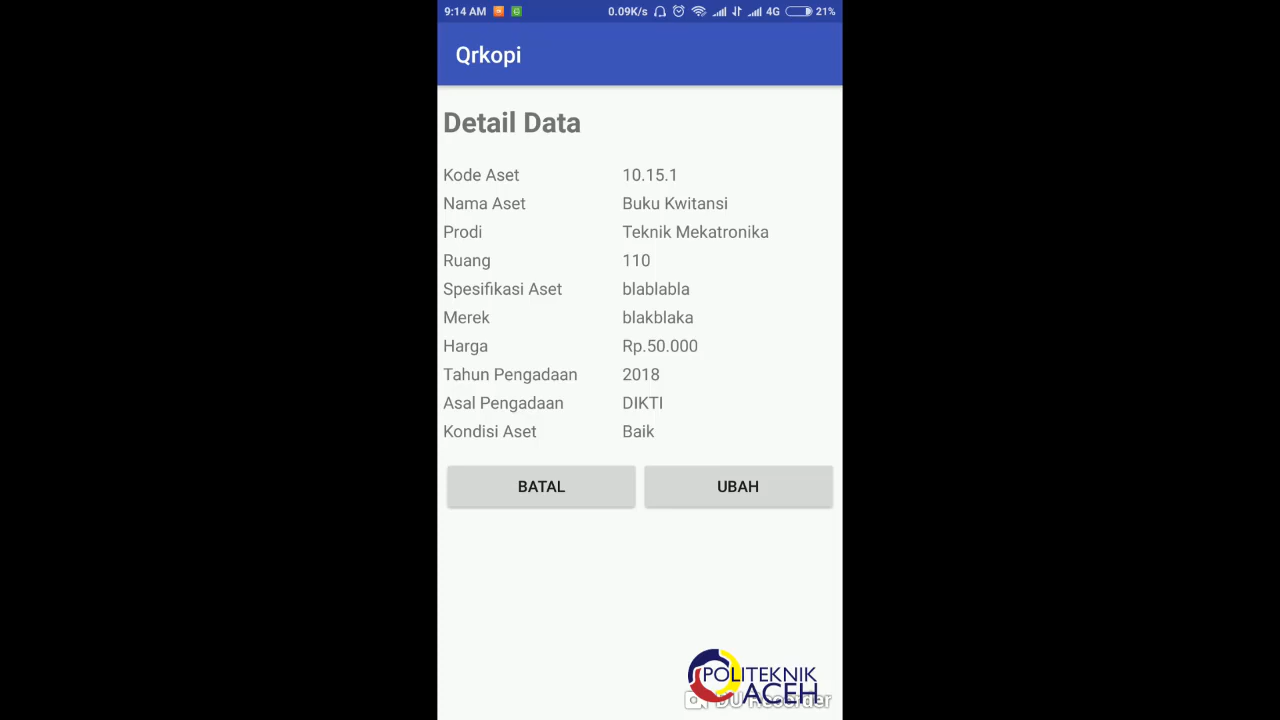 9:14 AM 0.09K/s 4G 21%
Qrkopi
Detail Data
Kode Aset 10.15.1
Nama Aset Buku Kwitansi
Prodi Teknik Mekatronika
Ruang 110
Spesifikasi Aset blablabla
Merek blakblaka
Harga Rp.50.000
Tahun Pengadaan 2018
Asal Pengadaan DIKTI
Kondisi Aset Baik
BATAL UBAH
POLITEKNIK
ACEH
DU Recorder